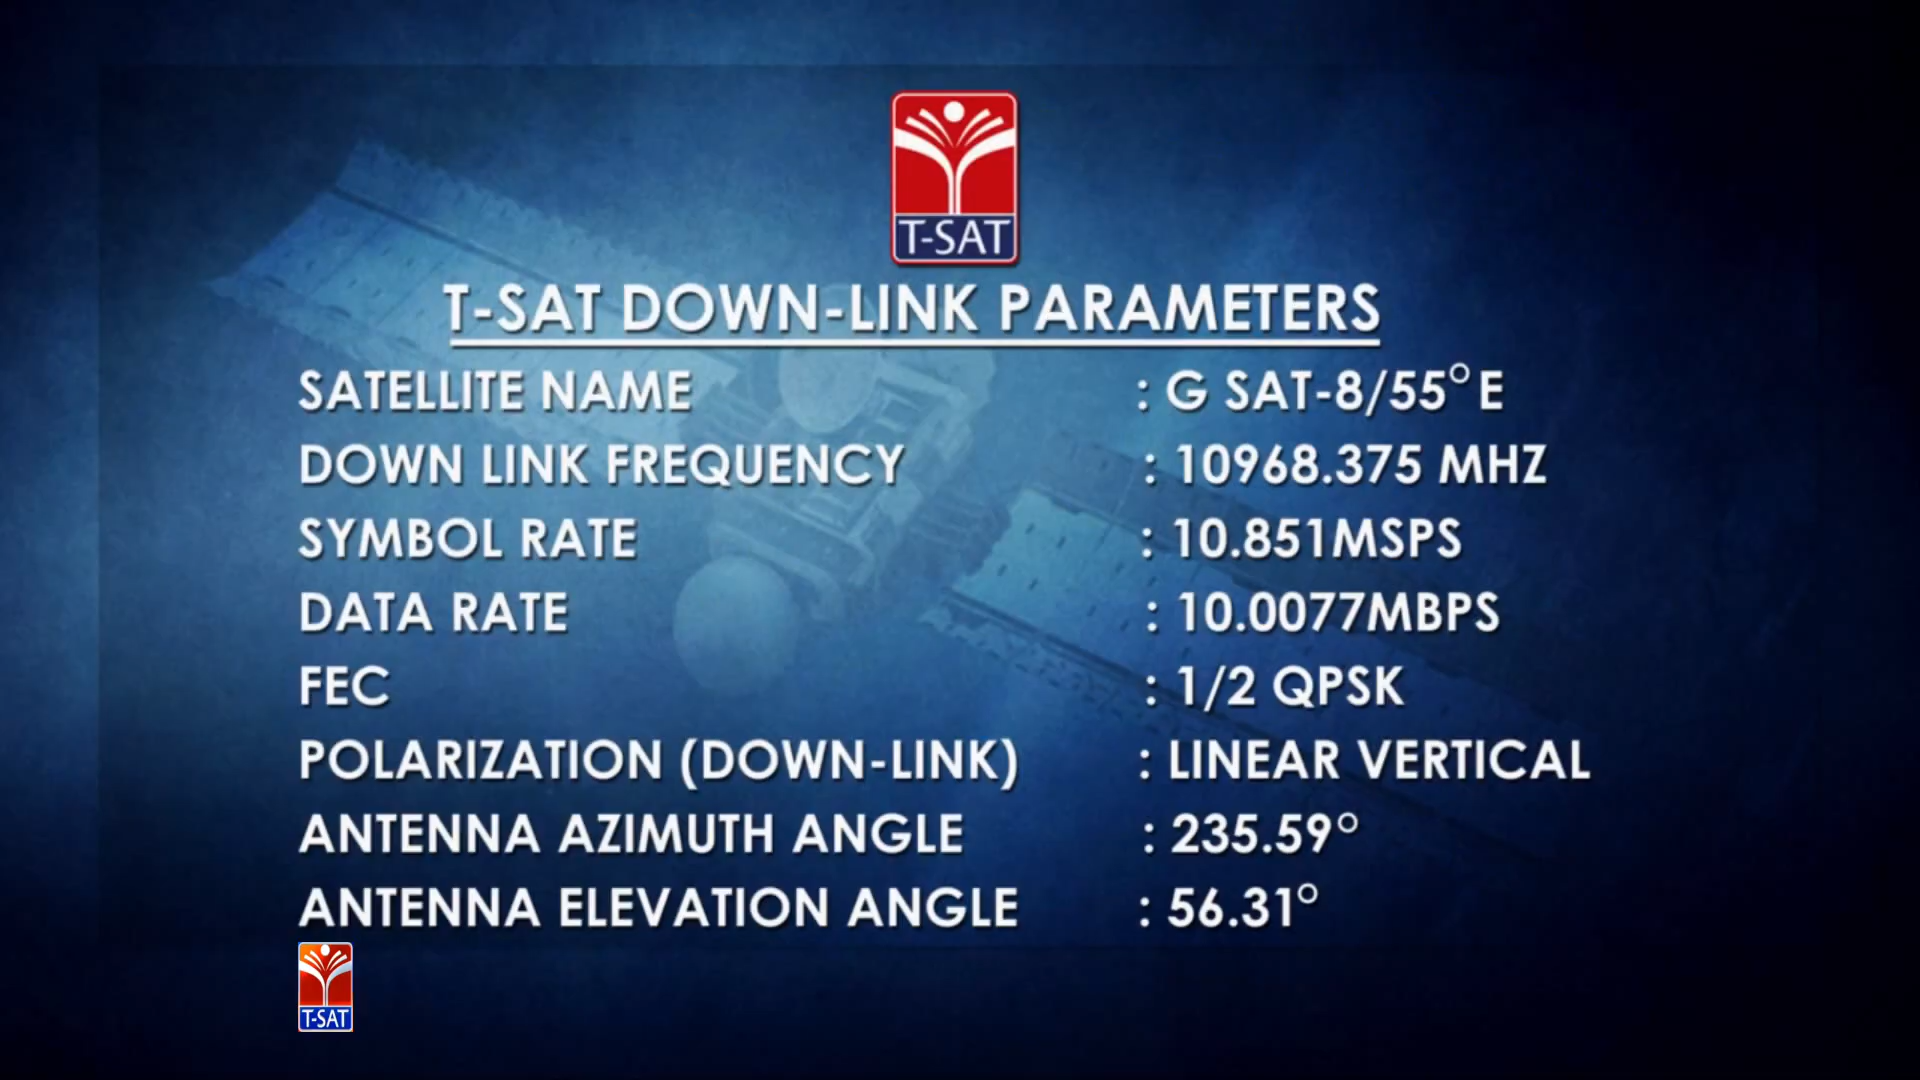 T-SAT
T-SAT DOWN-LINK PARAMETERS
SATELLITE NAME : G SAT-8/55° E
DOWN LINK FREQUENCY : 10968.375 MHZ
SYMBOL RATE : 10.851MSPS
DATA RATE : 10.0077MBPS
FEC : 1/2 QPSK
POLARIZATION (DOWN-LINK) : LINEAR VERTICAL
ANTENNA AZIMUTH ANGLE : 235.59°
ANTENNA ELEVATION ANGLE : 56.31°
T-SAT